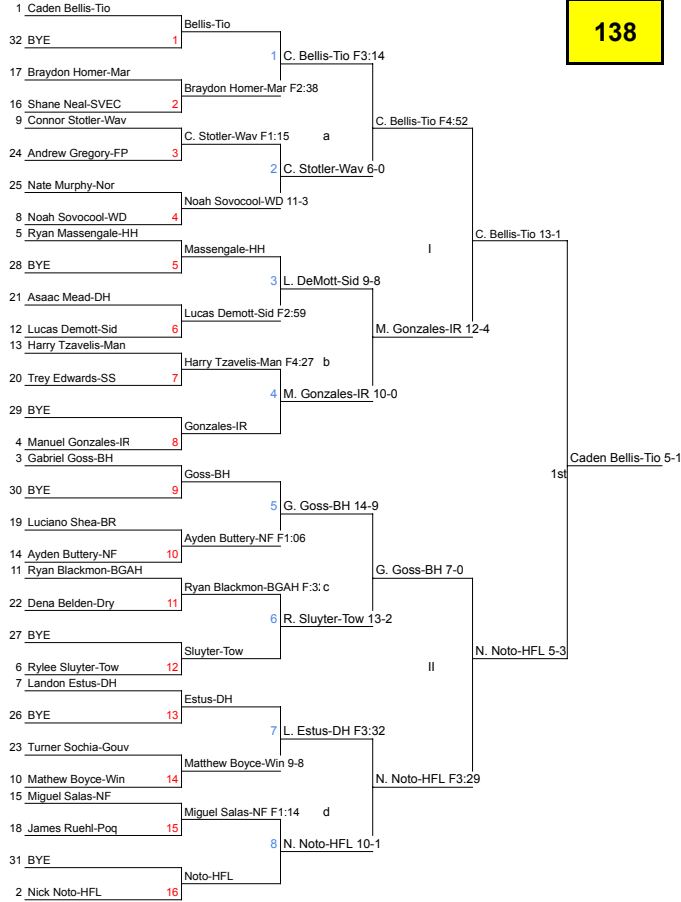 138
1 Caden Bellis-Tio
Bellis-Tio
32 BYE 1
1 C. Bellis-Tio F3:14
17 Braydon Homer-Mar
Braydon Homer-Mar F2:38
16 Shane Neal-SVEC 2
9 Connor Stotler-Wav
C. Bellis-Tio F4:52
C. Stotler-Wav F1:15 a
24 Andrew Gregory-FP 3
2 C. Stotler-Wav 6-0
25 Nate Murphy-Nor
Noah Sovocool-WD 11-3
8 Noah Sovocool-WD 4
5 Ryan Massengale-HH
C. Bellis-Tio 13-1
Massengale-HH I
28 BYE 5
3 L. DeMott-Sid 9-8
21 Asaac Mead-DH
Lucas Demott-Sid F2:59
12 Lucas Demott-Sid 6
M. Gonzales-IR 12-4
13 Harry Tzavelis-Man
Harry Tzavelis-Man F4:27 b
20 Trey Edwards-SS 7
4 M. Gonzales-IR 10-0
29 BYE
Gonzales-IR
4 Manuel Gonzales-IR 8
3 Gabriel Goss-BH
Caden Bellis-Tio 5-1
Goss-BH
1st
30 BYE 9
5 G. Goss-BH 14-9
19 Luciano Shea-BR
Ayden Buttery-NF F1:06
14 Ayden Buttery-NF 10
11 Ryan Blackmon-BGAH
G. Goss-BH 7-0
Ryan Blackmon-BGAH F:3 c
22 Dena Belden-Dry 11
6 R. Sluyter-Tow 13-2
27 BYE
Sluyter-Tow
N. Noto-HFL 5-3
6 Rylee Sluyter-Tow 12
II
7 Landon Estus-DH
Estus-DH
26 BYE 13
7 L. Estus-DH F3:32
23 Turner Sochia-Gouv
Matthew Boyce-Win 9-8
10 Mathew Boyce-Win 14
N. Noto-HFL F3:29
15 Miguel Salas-NF
Miguel Salas-NF F1:14 d
18 James Ruehl-Poq 15
8 N. Noto-HFL 10-1
31 BYE
Noto-HFL
2 Nick Noto-HFL 16